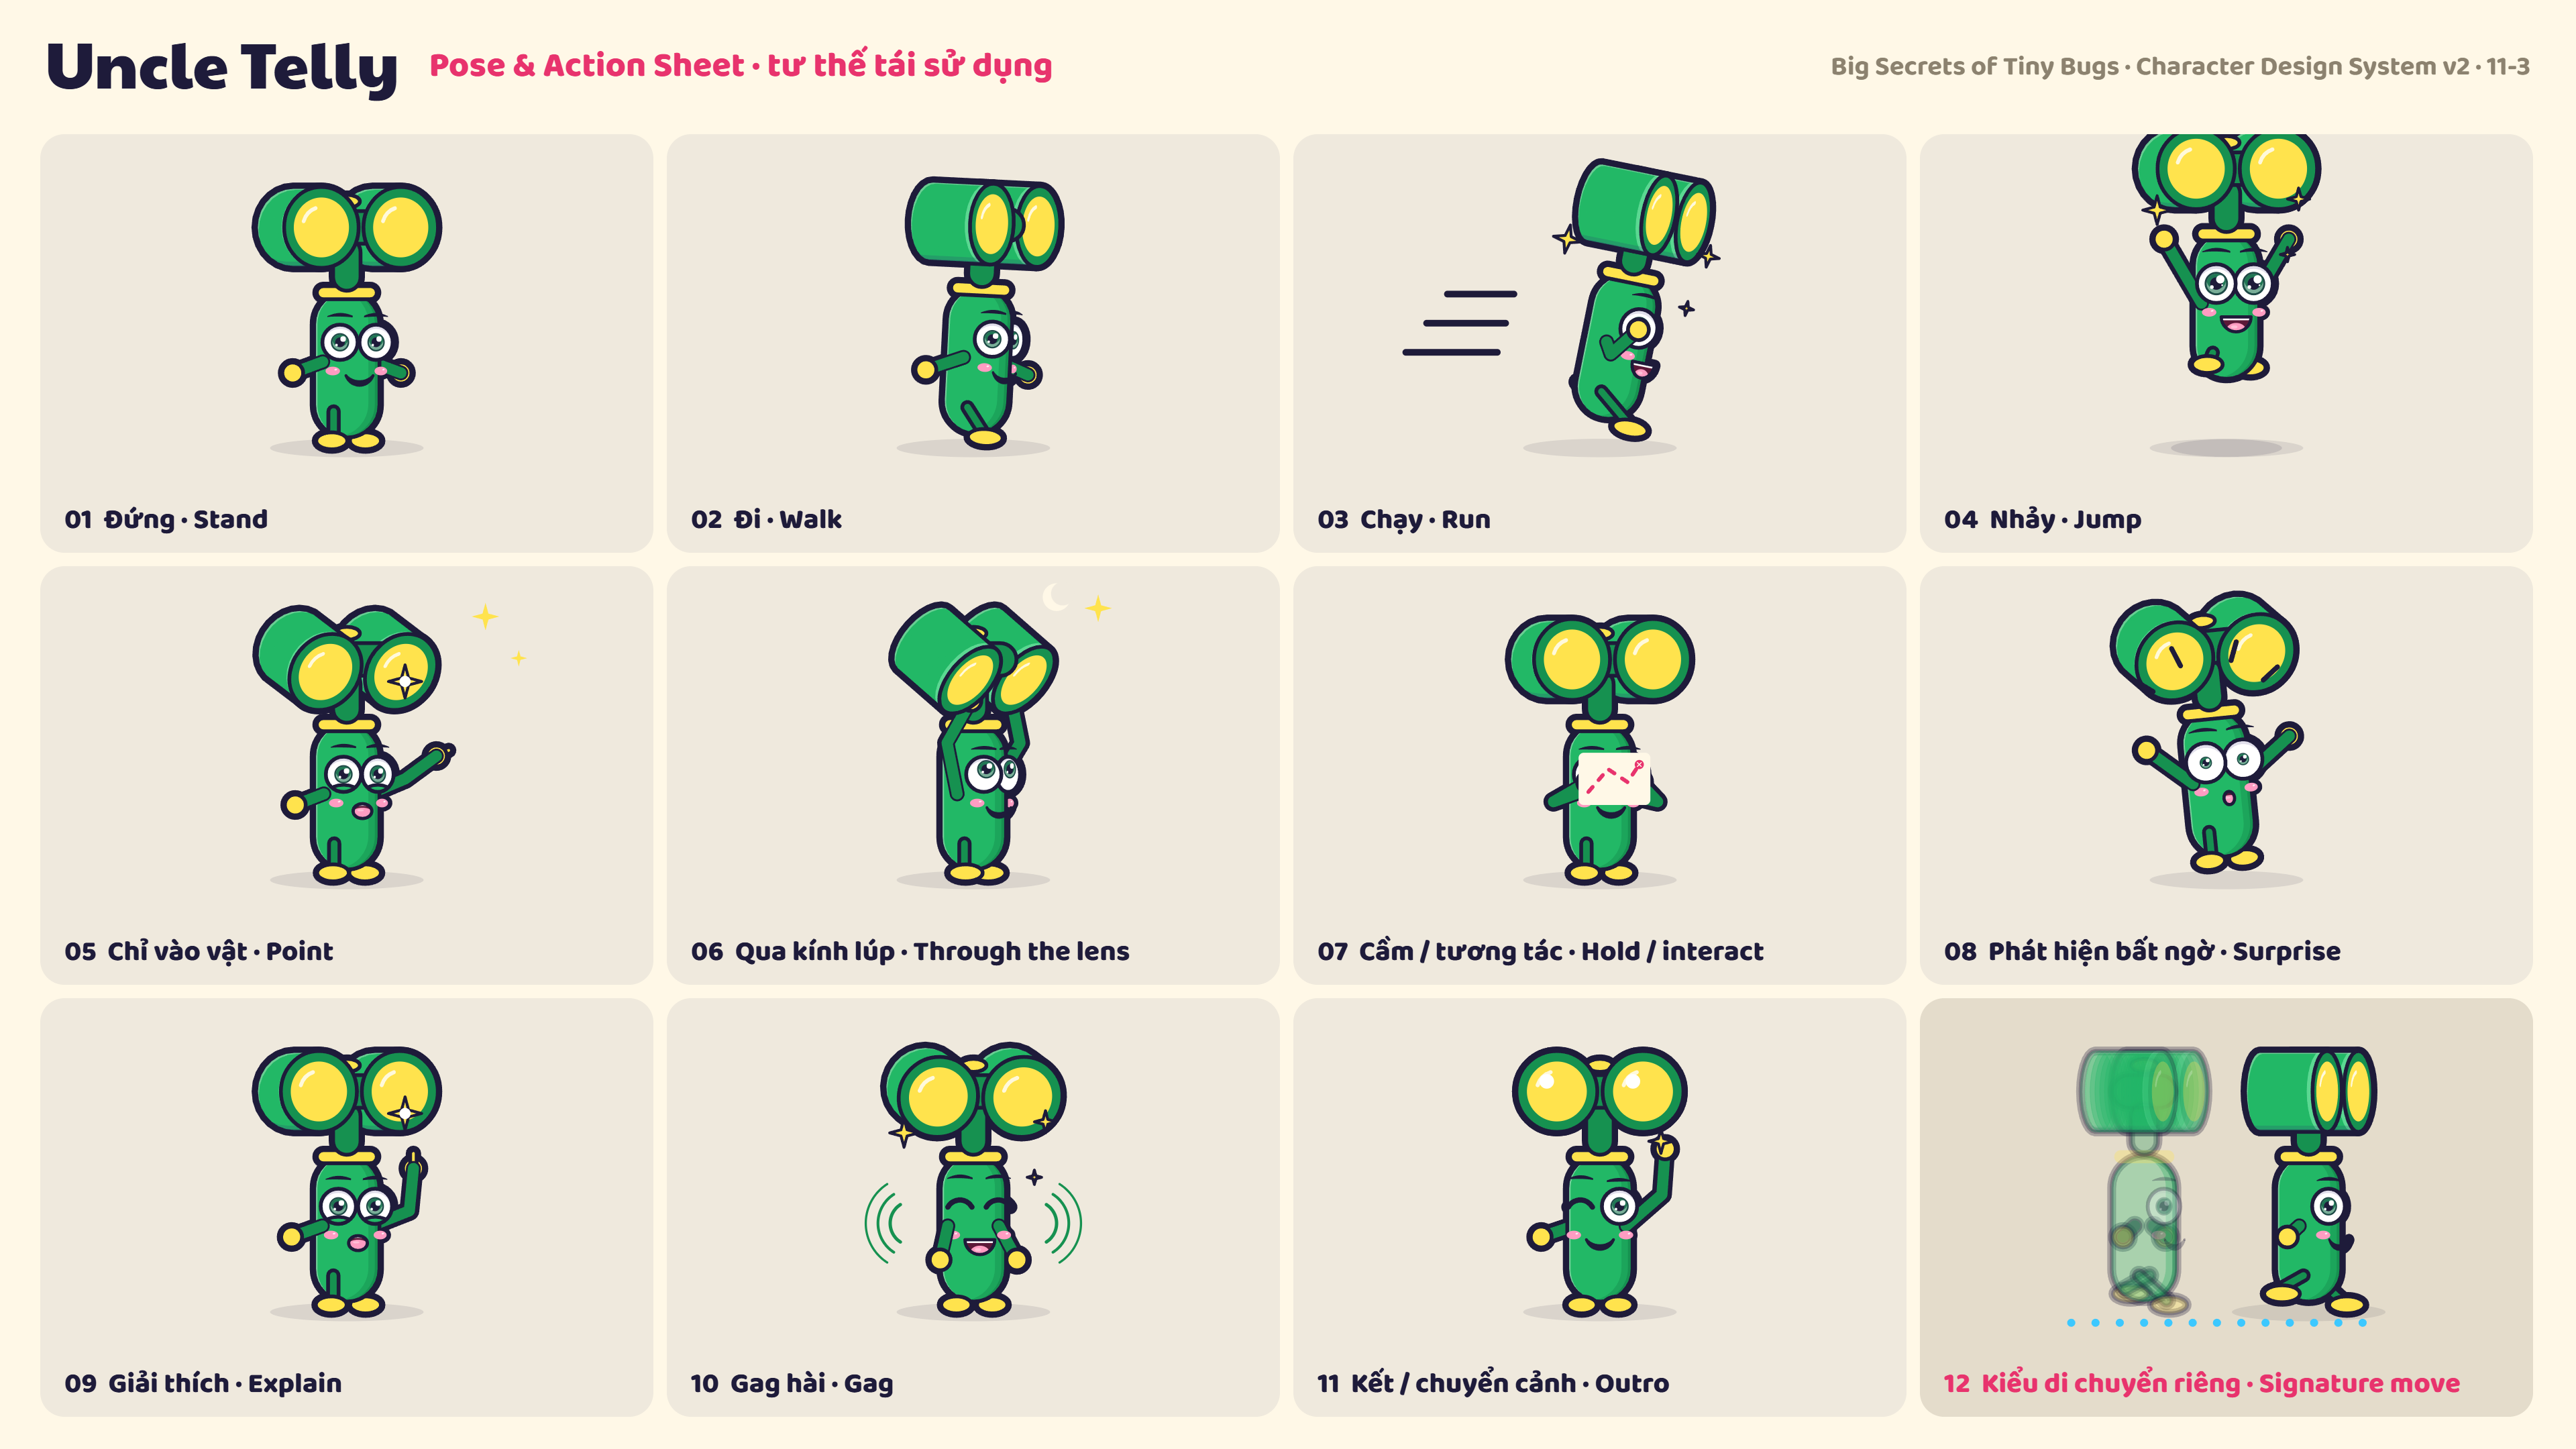 Uncle Telly
Pose & Action Sheet · tư thế tái sử dụng
Big Secrets of Tiny Bugs · Character Design System v2 · 11-3
01 Đứng · Stand
02 Đi · Walk
03 Chạy · Run
04 Nhảy · Jump
05 Chỉ vào vật · Point
06 Qua kính lúp · Through the lens
07 Cầm / tương tác · Hold / interact
08 Phát hiện bất ngờ · Surprise
09 Giải thích · Explain
10 Gag hài · Gag
11 Kết / chuyển cảnh · Outro
12 Kiểu di chuyển riêng · Signature move